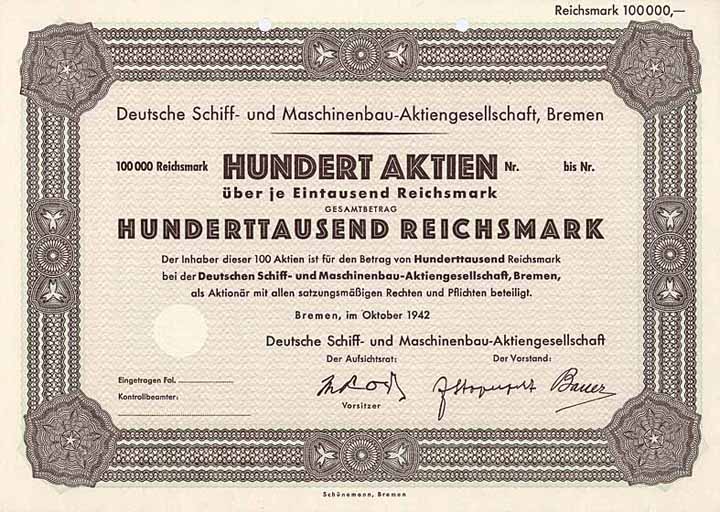 Reichsmark 100 000,—
Deutsche Schiff- und Maschinenbau-Aktiengesellschaft, Bremen
100 000 Reichsmark HUNDERT AKTIEN Nr. bis Nr.
über je Eintausend Reichsmark
GESAMTBETRAG
HUNDERTTAUSEND REICHSMARK
Der Inhaber dieser 100 Aktien ist für den Betrag von Hunderttausend Reichsmark
bei der Deutschen Schiff- und Maschinenbau-Aktiengesellschaft, Bremen,
als Aktionär mit allen satzungsmäßigen Rechten und Pflichten beteiligt.
Bremen, im Oktober 1942
Deutsche Schiff- und Maschinenbau-Aktiengesellschaft
Der Aufsichtsrat: Der Vorstand:
Eingetragen Fol.
Kontrollbeamter:
Bauer
Vorsitzer
Schünemann, Bremen